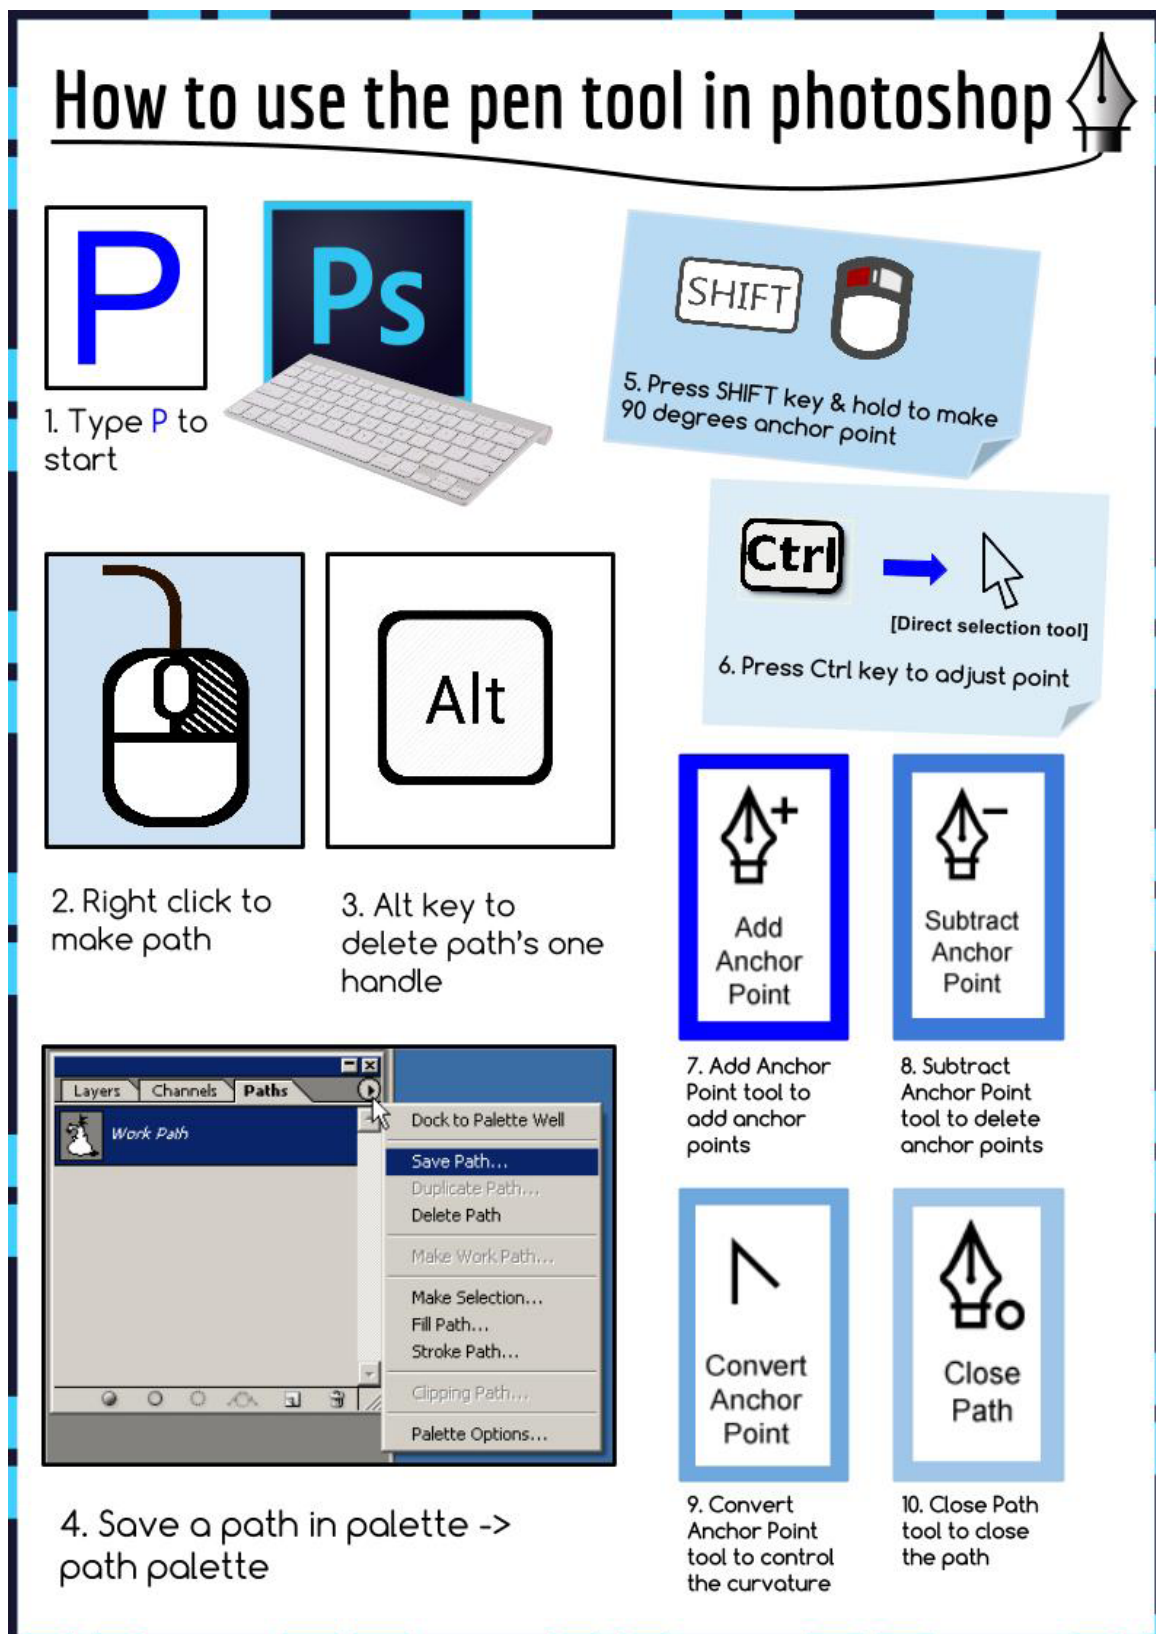 How to use the pen tool in photoshop
P
Ps
1. Type P to
start
Alt
2. Right click to
make path
3. Alt key to
delete path's one
handle
Layers
Channels
Paths
Work Path
Dock to Palette Well
Save Path...
Duplicate Path...
Delete Path
Make Work Path...
Make Selection...
Fill Path...
Stroke Path...
Clipping Path...
Palette Options...
4. Save a path in palette ->
path palette
SHIFT
5. Press SHIFT key & hold to make
90 degrees anchor point
Ctrl
[Direct selection tool]
6. Press Ctrl key to adjust point
Add
Anchor
Point
7. Add Anchor
Point tool to
add anchor
points
Subtract
Anchor
Point
8. Subtract
Anchor Point
tool to delete
anchor points
Convert
Anchor
Point
9. Convert
Anchor Point
tool to control
the curvature
Close
Path
10. Close Path
tool to close
the path